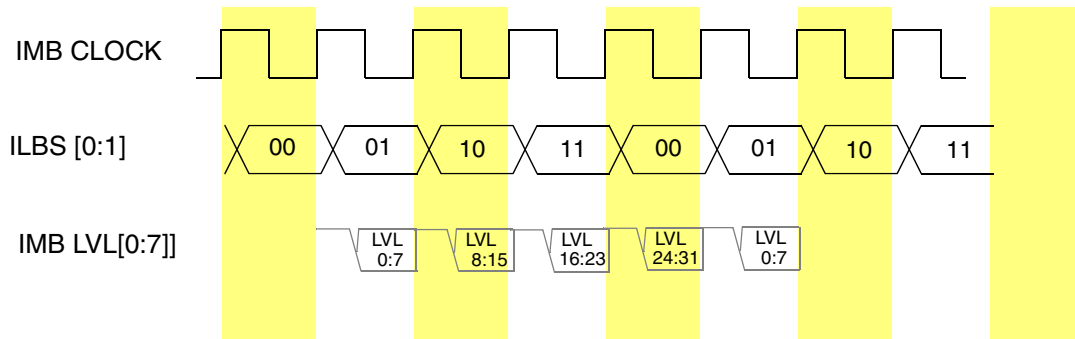 IMB CLOCK
ILBS [0:1]
00 01 10 11 00 01 10 11
IMB LVL[0:7]]
LVL 0:7
LVL 8:15
LVL 16:23
LVL 24:31
LVL 0:7